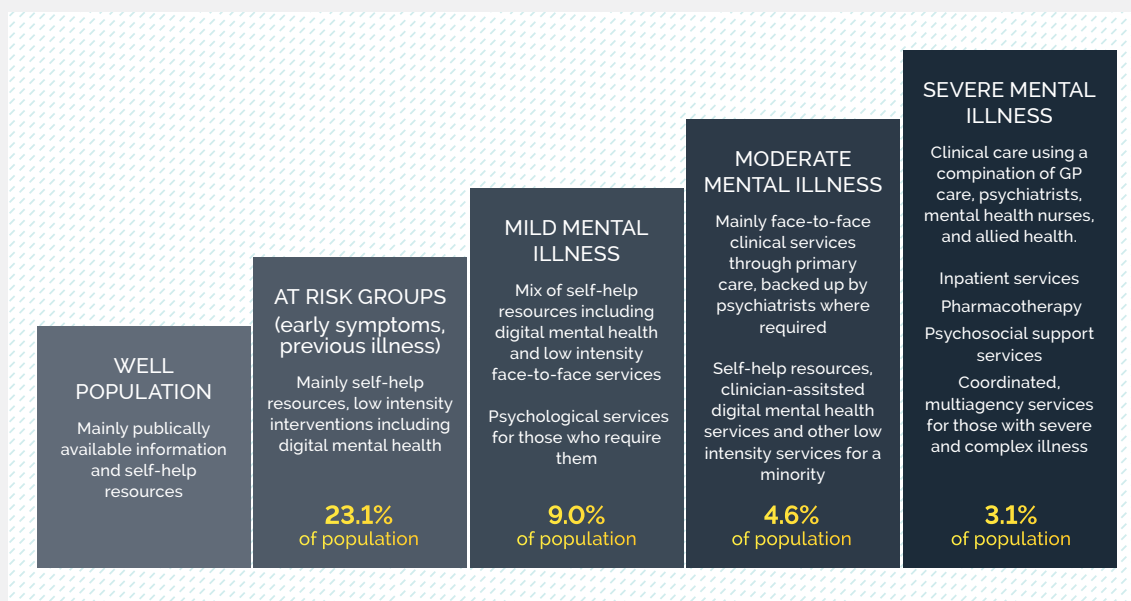 WELL
POPULATION
Mainly publically
available information
and self-help
resources
AT RISK GROUPS
(early symptoms,
previous illness)
Mainly self-help
resources, low intensity
interventions including
digital mental health
23.1%
of population
MILD MENTAL
ILLNESS
Mix of self-help
resources including
digital mental health
and low intensity
face-to-face services
Psychological services
for those who require
them
9.0%
of population
MODERATE
MENTAL ILLNESS
Mainly face-to-face
clinical services
through primary
care, backed up by
psychiatrists where
required
Self-help resources,
clinician-assitsted
digital mental health
services and other low
intensity services for a
minority
4.6%
of population
SEVERE MENTAL
ILLNESS
Clinical care using a
compination of GP
care, psychiatrists,
mental health nurses,
and allied health.
Inpatient services
Pharmacotherapy
Psychosocial support
services
Coordinated,
multiagency services
for those with severe
and complex illness
3.1%
of population